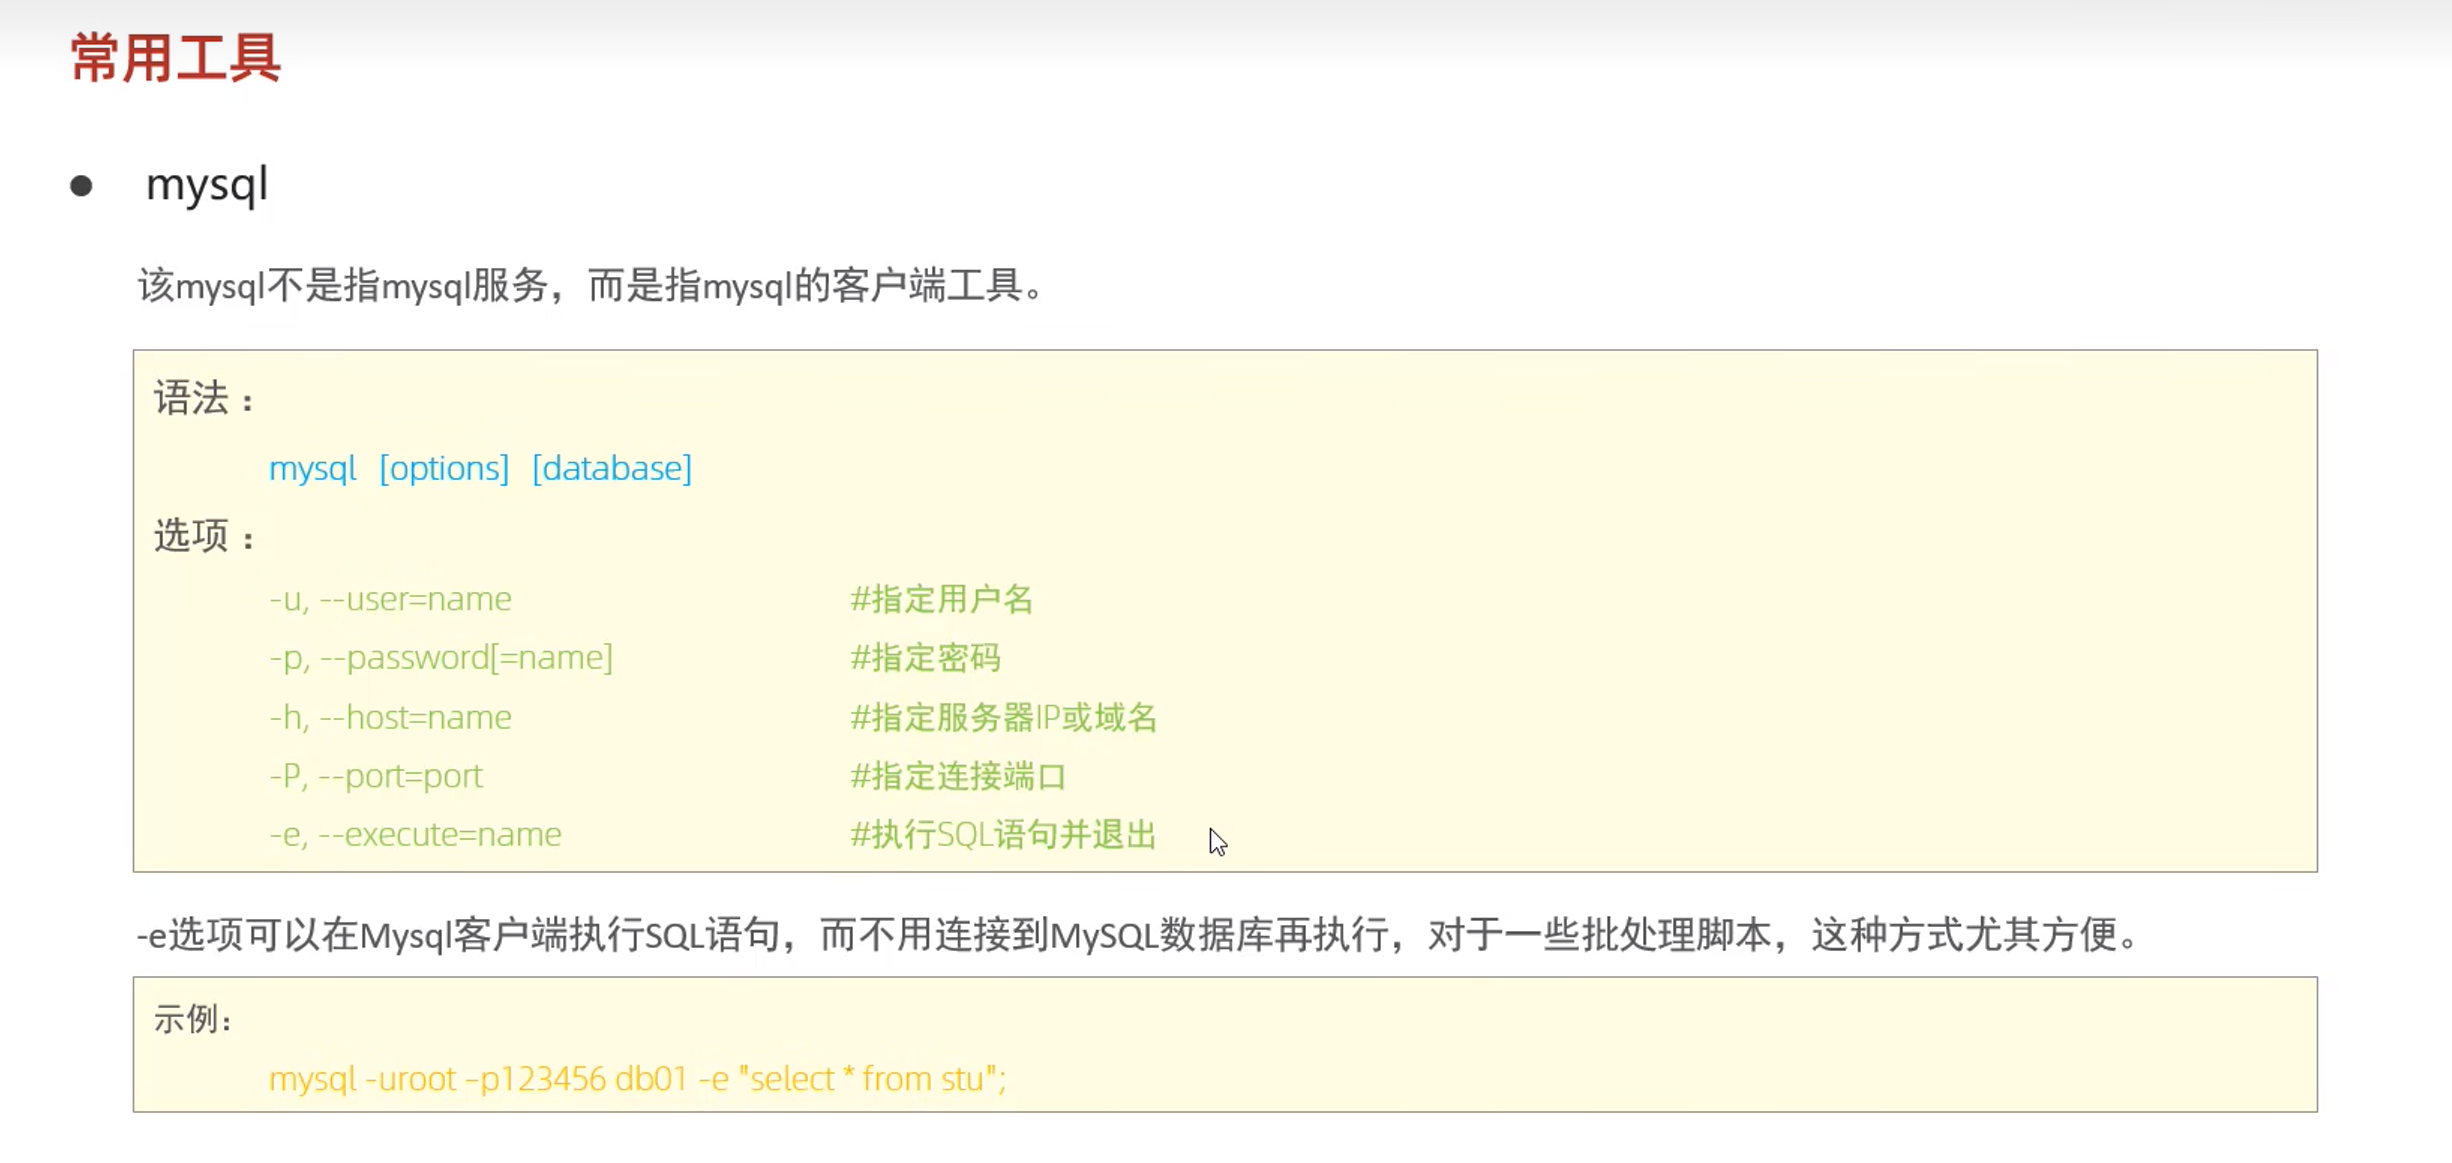 常用工具
● mysql
该mysql不是指mysql服务，而是指mysql的客户端工具。
语法：
mysql [options] [database]
选项：
-u, --user=name #指定用户名
-p, --password[=name] #指定密码
-h, --host=name #指定服务器IP或域名
-P, --port=port #指定连接端口
-e, --execute=name #执行SQL语句并退出
-e选项可以在Mysql客户端执行SQL语句，而不用连接到MySQL数据库再执行，对于一些批处理脚本，这种方式尤其方便。
示例：
mysql -uroot –p123456 db01 -e "select * from stu";